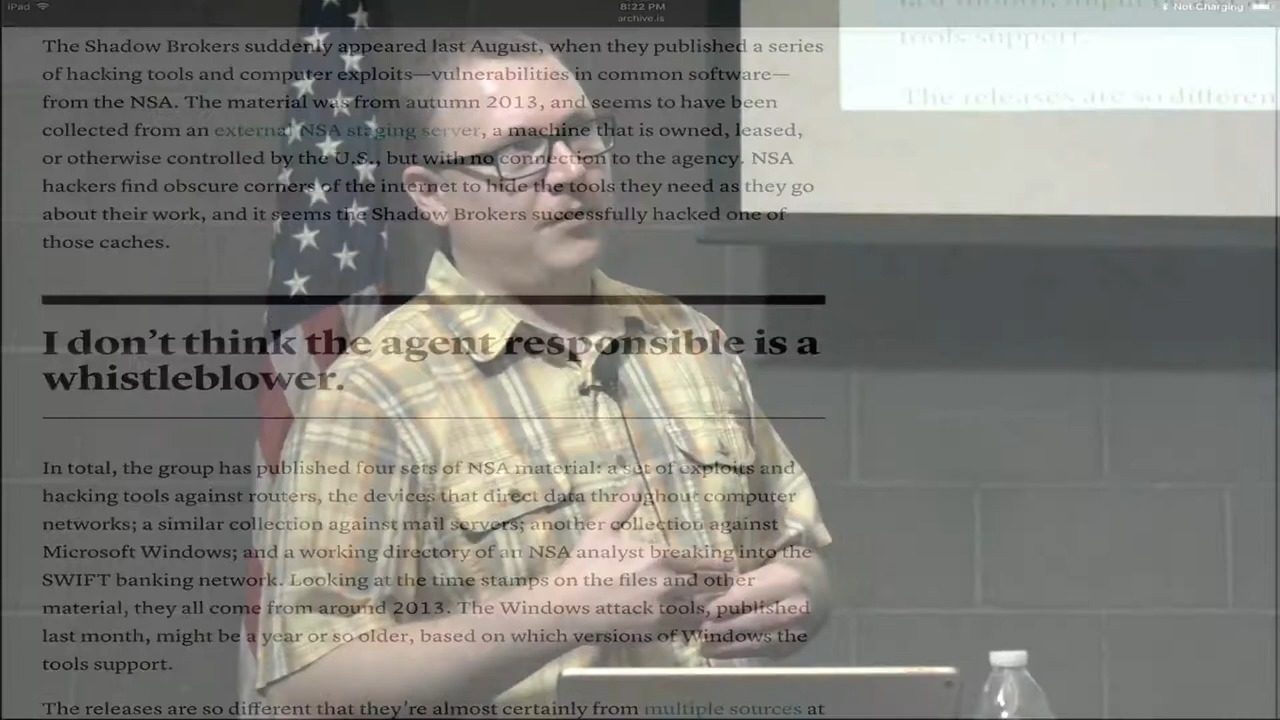 iPad
8:22 PM
Not Charging
archive.is
tools support.
The releases are so differen
The Shadow Brokers suddenly appeared last August, when they published a series
of hacking tools and computer exploits—vulnerabilities in common software—
from the NSA. The material was from autumn 2013, and seems to have been
collected from an external NSA staging server, a machine that is owned, leased,
or otherwise controlled by the U.S., but with no connection to the agency. NSA
hackers find obscure corners of the internet to hide the tools they need as they go
about their work, and it seems the Shadow Brokers successfully hacked one of
those caches.
I don't think the agent responsible is a
whistleblower.
In total, the group has published four sets of NSA material: a set of exploits and
hacking tools against routers, the devices that direct data throughout computer
networks; a similar collection against mail servers; another collection against
Microsoft Windows; and a working directory of an NSA analyst breaking into the
SWIFT banking network. Looking at the time stamps on the files and other
material, they all come from around 2013. The Windows attack tools, published
last month, might be a year or so older, based on which versions of Windows the
tools support.
The releases are so different that they're almost certainly from multiple sources at